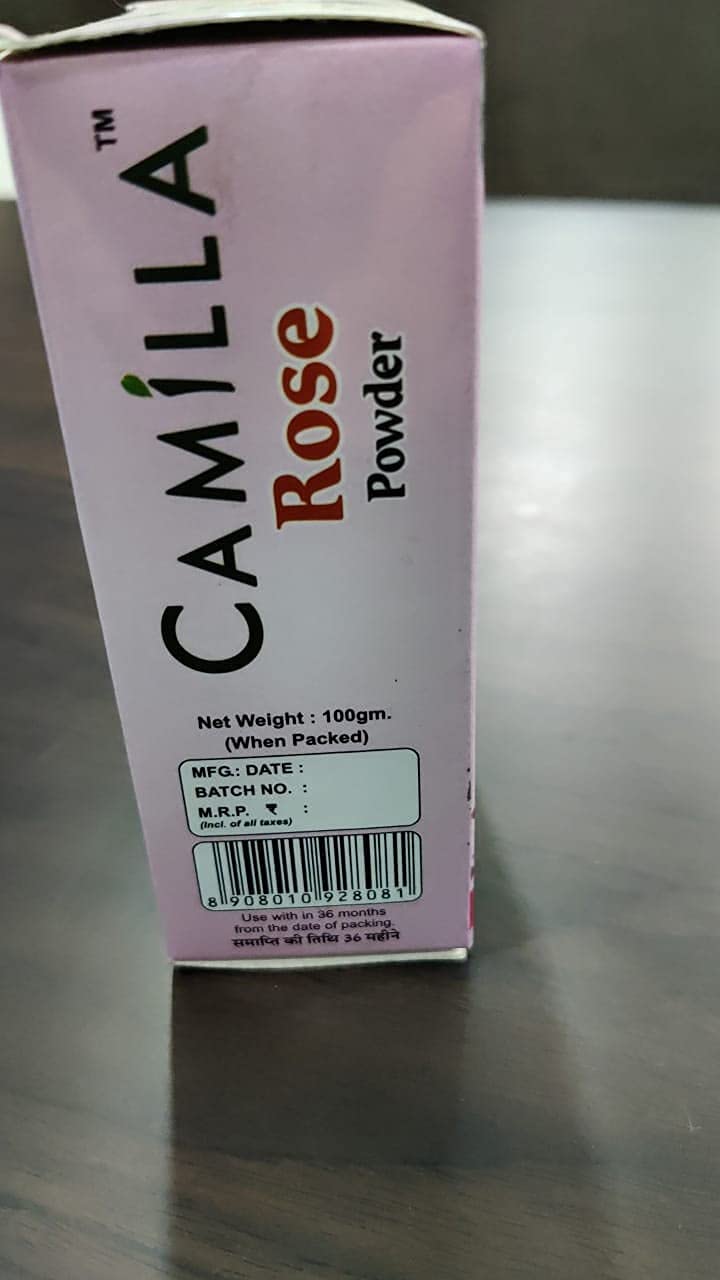 CAMILLA™
Rose
Powder
Net Weight : 100gm.
(When Packed)
MFG.: DATE :
BATCH NO. :
M.R.P. ₹ :
(Incl. of all taxes)
8 908010 928081
Use with in 36 months
from the date of packing.
समाप्ति की तिथि 36 महीने